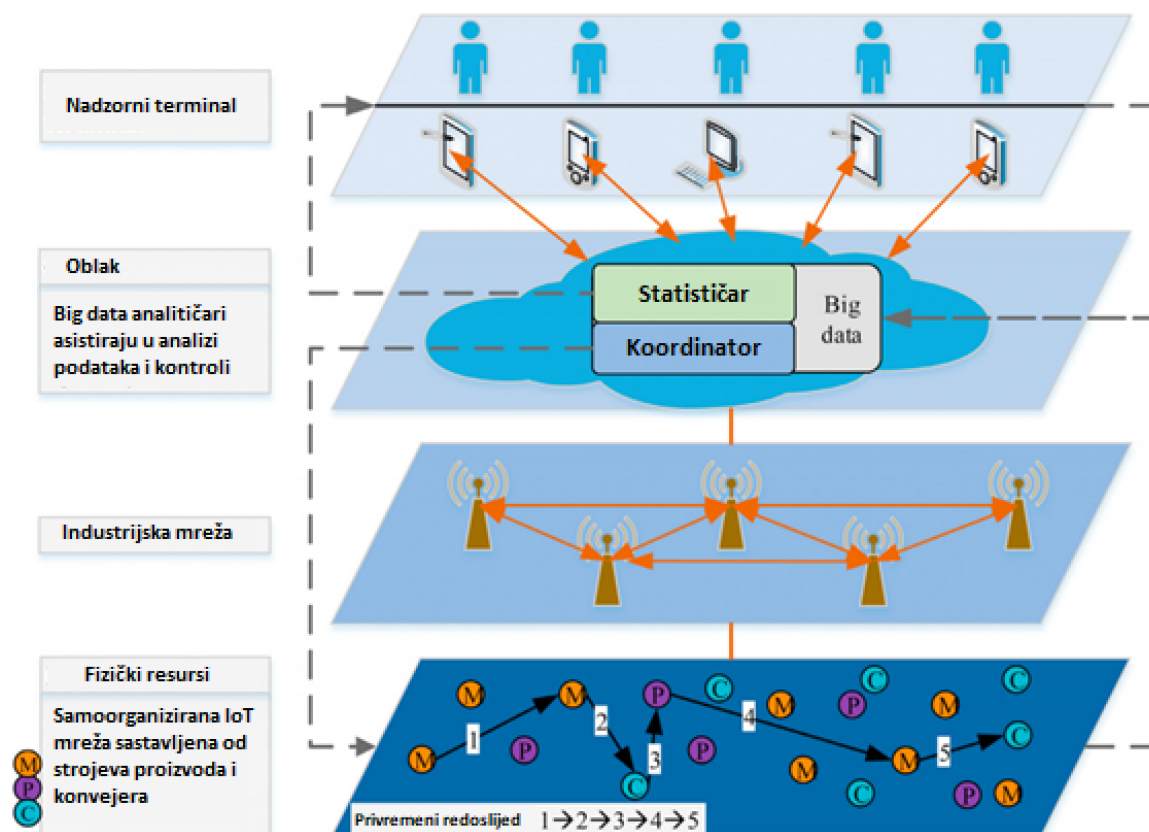 Nadzorni terminal
Oblak
Big data analitičari
asistiraju u analizi
podataka i kontroli
Statističar
Koordinator
Big
data
Industrijska mreža
Fizički resursi
Samoorganizirana IoT
mreža sastavljena od
strojeva proizvoda i
konvejera
M
P
C
M
M
P
C
M
C
P
M
C
1
2
3
4
5
M
P
C
P
M
M
C
P
M
Privremeni redoslijed 1→2→3→4→5